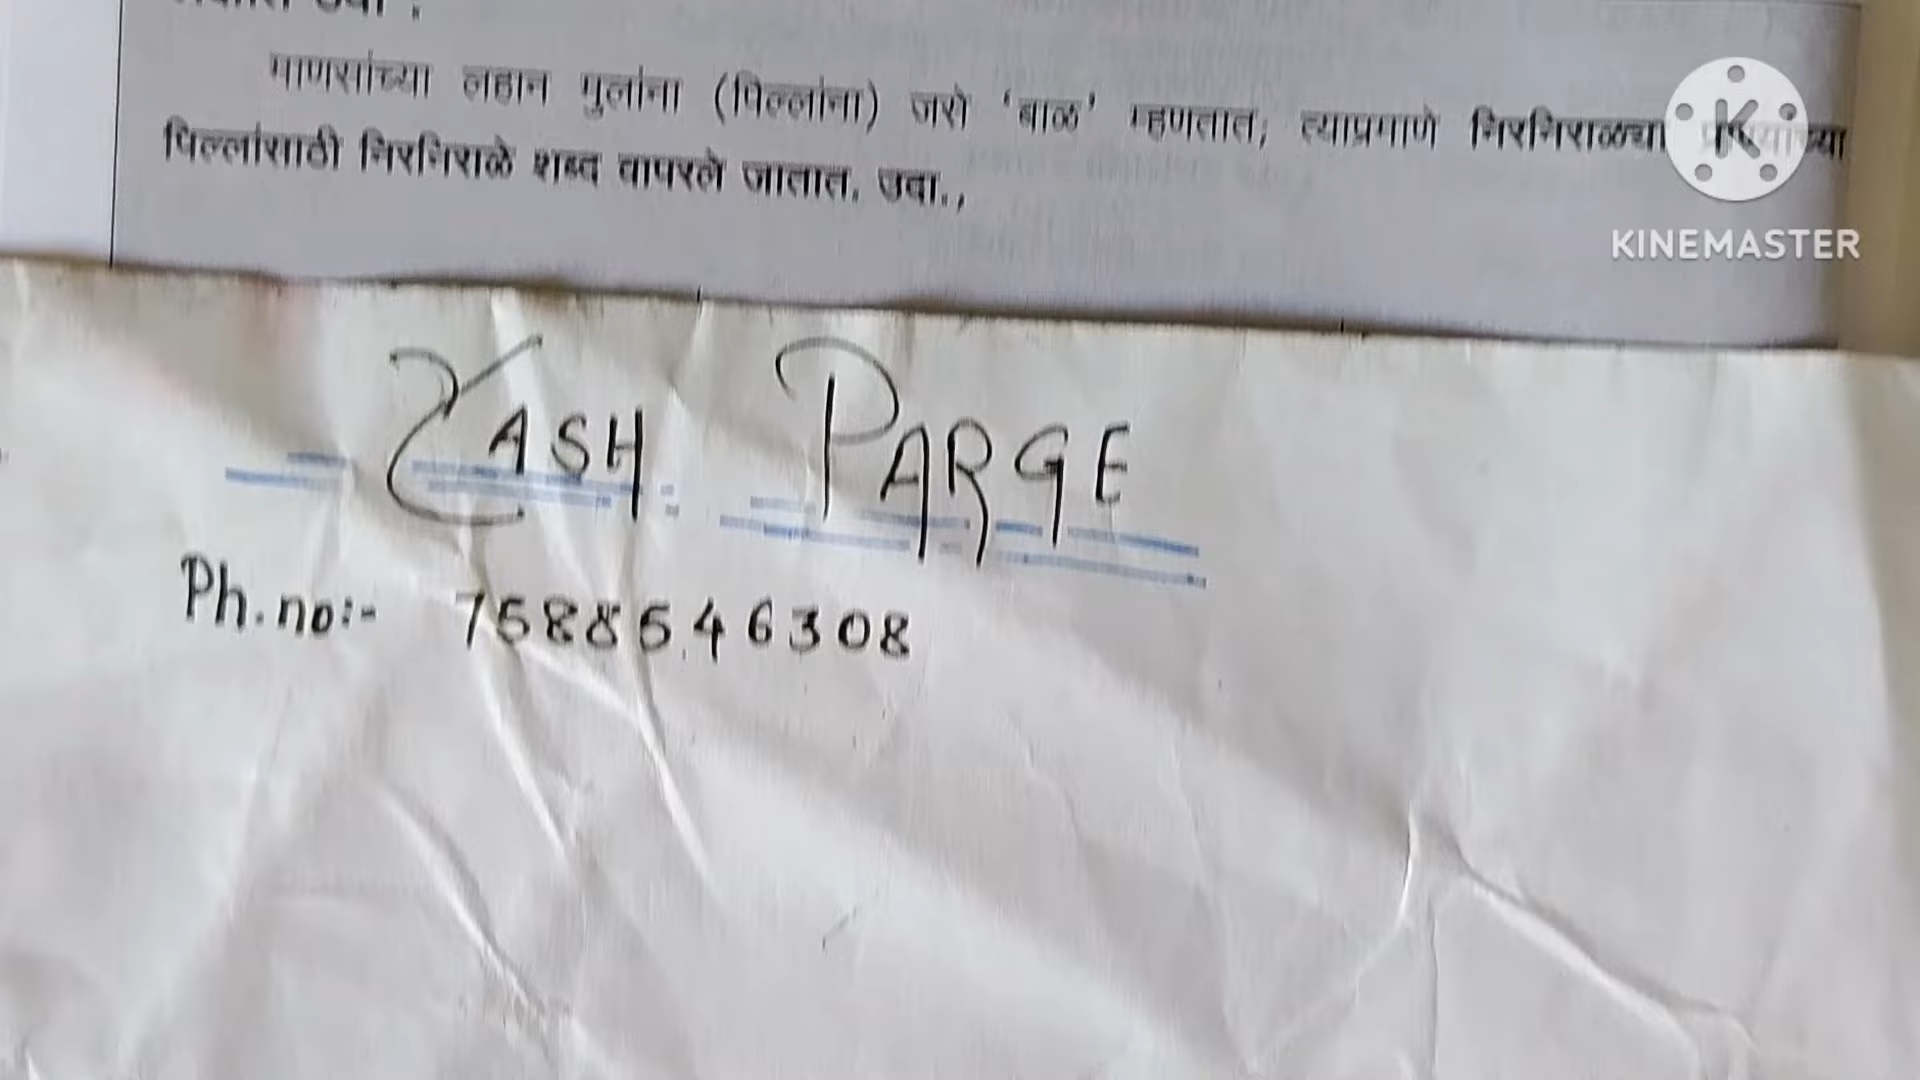 माणसांच्या लहान मुलांना (पिल्लांना) जसे 'बाळ' म्हणतात, त्याप्रमाणे निरनिराळ्या
पिल्लांसाठी निरनिराळे शब्द वापरले जातात. उदा.,
KINEMASTER
YASH PARGE
Ph.no:- 7588546308